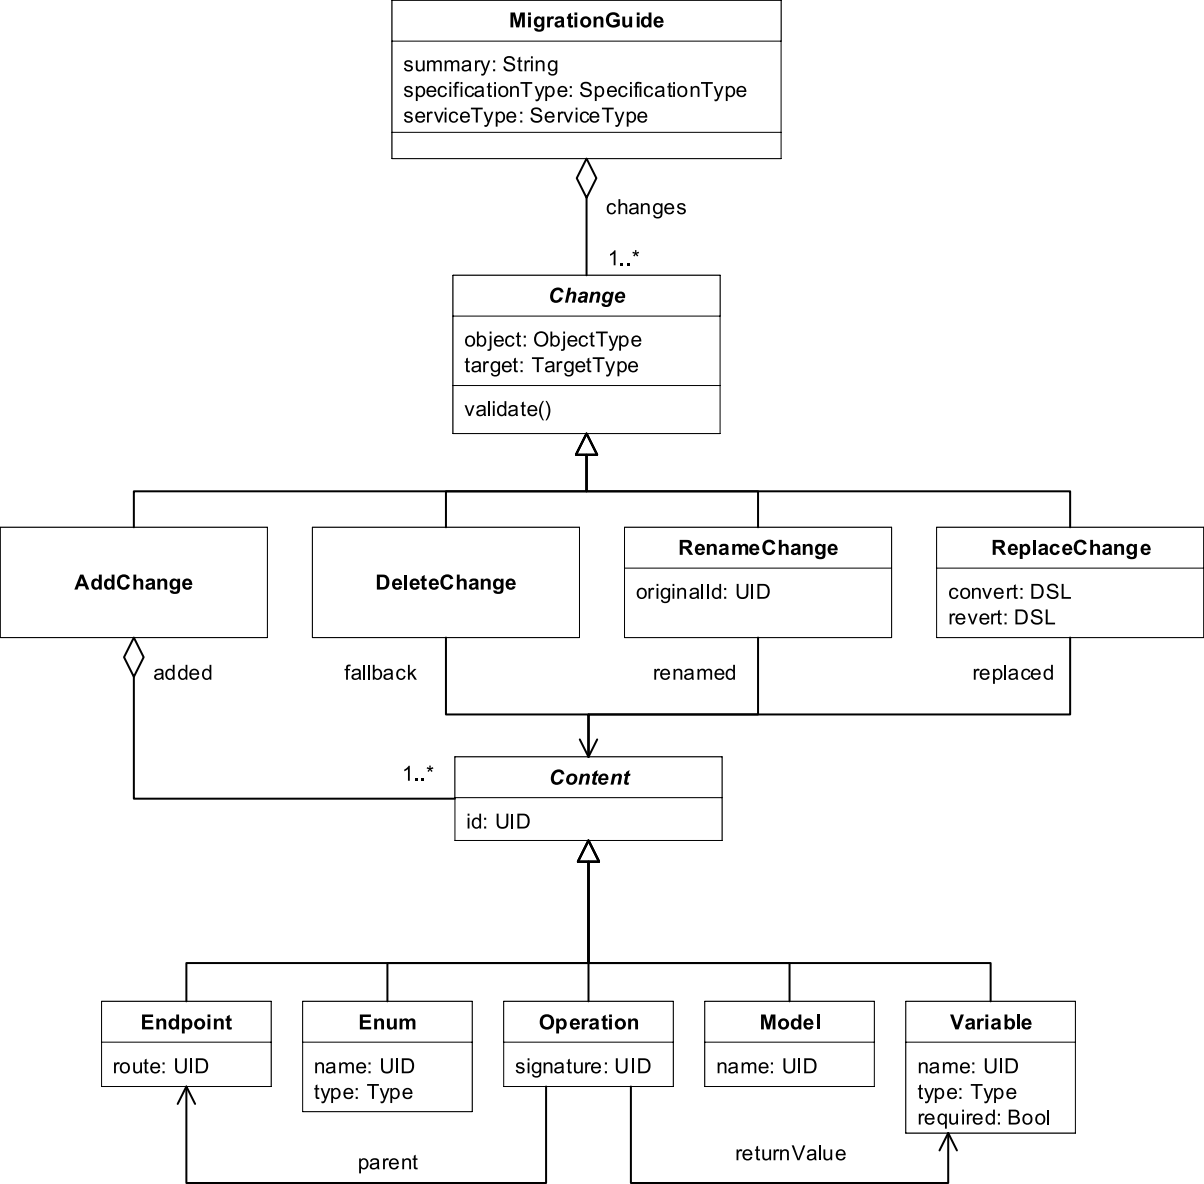 MigrationGuide
summary: String
specificationType: SpecificationType
serviceType: ServiceType
changes
1..*
Change
object: ObjectType
target: TargetType
validate()
AddChange
DeleteChange
RenameChange
originalId: UID
ReplaceChange
convert: DSL
revert: DSL
added
fallback
renamed
replaced
1..*
Content
id: UID
Endpoint
route: UID
Enum
name: UID
type: Type
Operation
signature: UID
Model
name: UID
Variable
name: UID
type: Type
required: Bool
parent
returnValue